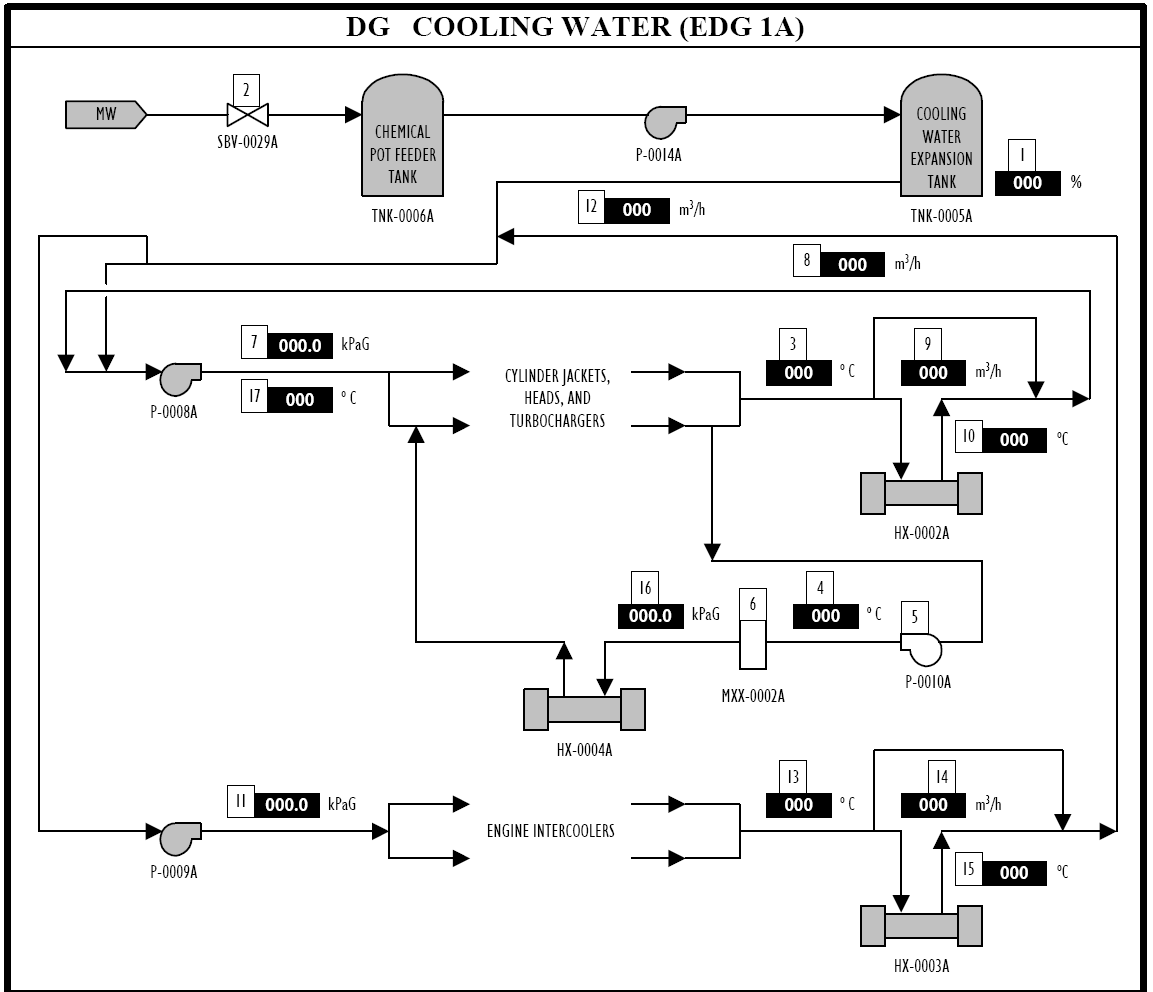 DG COOLING WATER (EDG 1A)
MW
2
SBV-0029A
CHEMICAL
POT FEEDER
TANK
TNK-0006A
P-0014A
COOLING
WATER
EXPANSION
TANK
TNK-0005A
1
000 %
12 000 m³/h
8 000 m³/h
7 000.0 kPaG
17 000 º C
P-0008A
CYLINDER JACKETS,
HEADS, AND
TURBOCHARGERS
3
000 º C
9
000 m³/h
10 000 ºC
HX-0002A
16
000.0 kPaG
6
MXX-0002A
4
000 º C
5
P-0010A
HX-0004A
11 000.0 kPaG
P-0009A
ENGINE INTERCOOLERS
13
000 º C
14
000 m³/h
15 000 ºC
HX-0003A